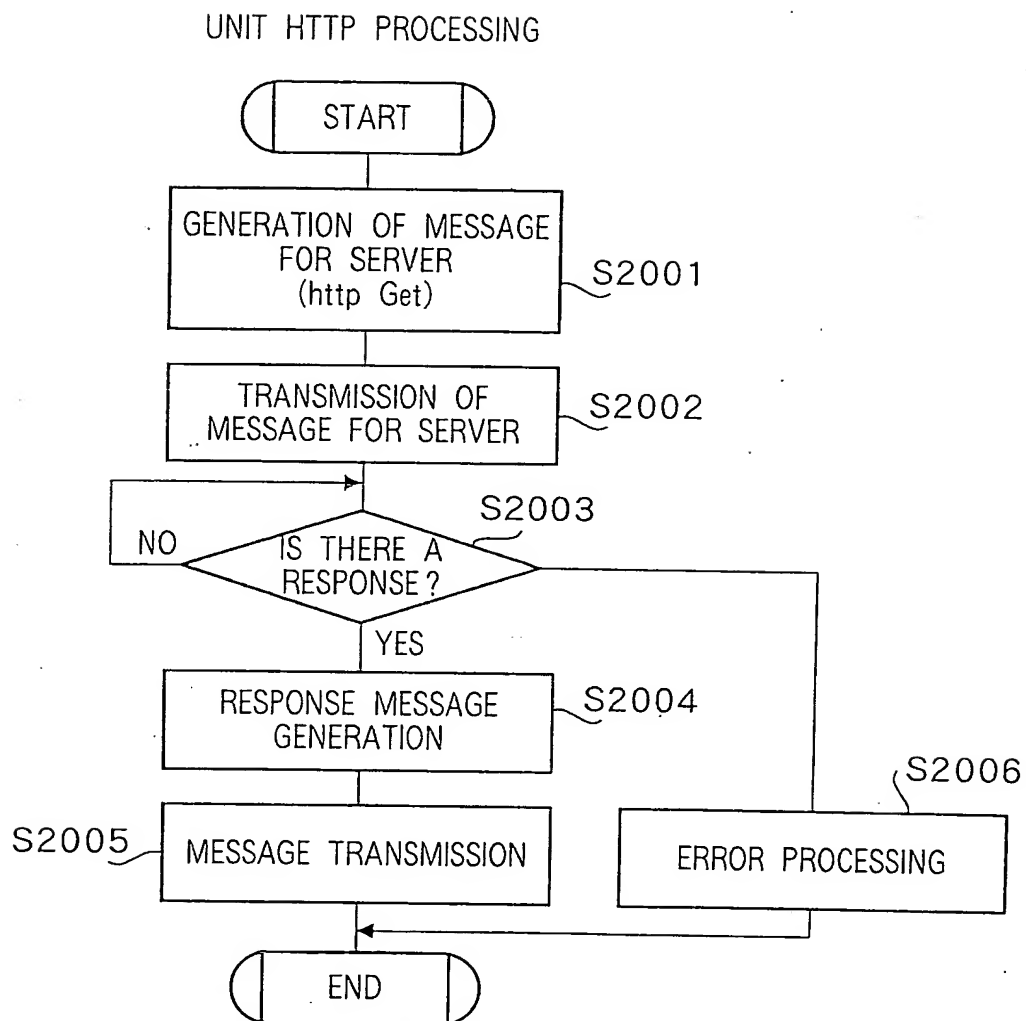 UNIT HTTP PROCESSING
START
GENERATION OF MESSAGE
FOR SERVER
(http Get)
S2001
TRANSMISSION OF
MESSAGE FOR SERVER
S2002
S2003
NO
IS THERE A
RESPONSE?
YES
RESPONSE MESSAGE
GENERATION
S2004
S2006
S2005
MESSAGE TRANSMISSION
ERROR PROCESSING
END